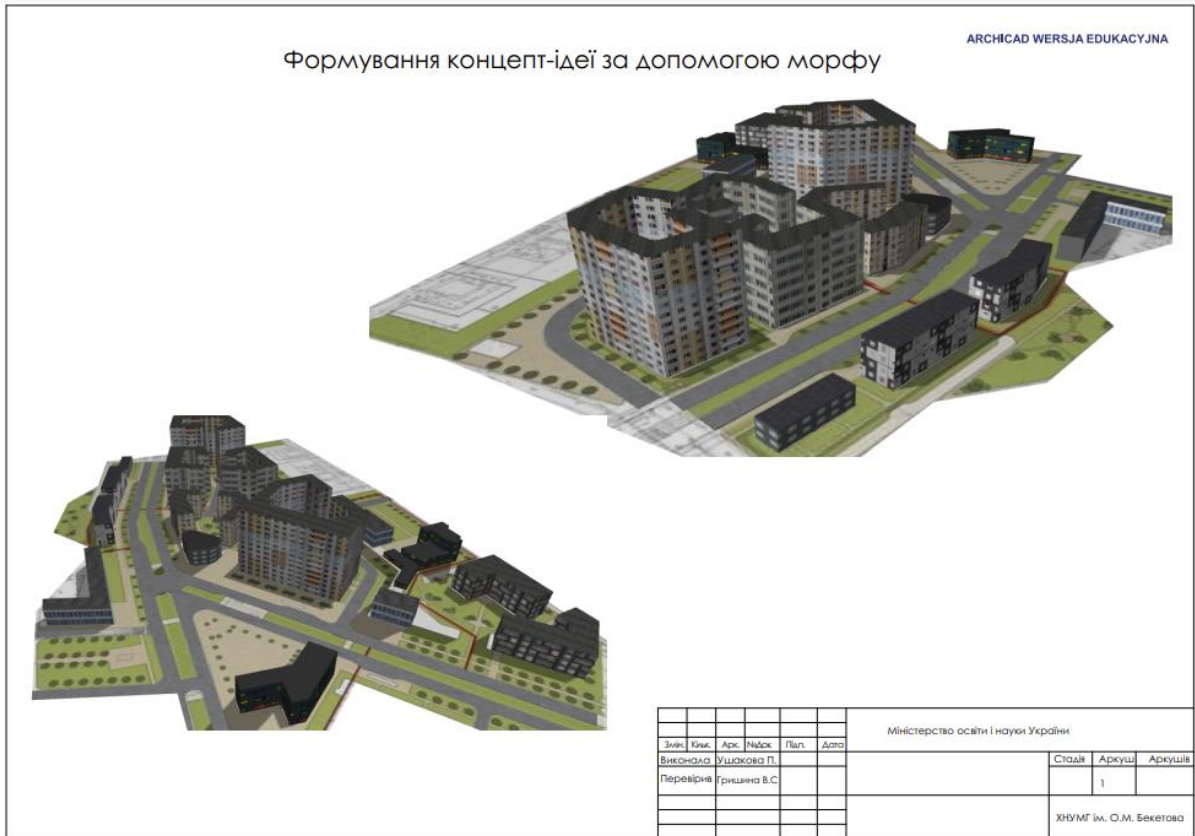 ARCHICAD WERSJA EDUKACYJNA
Формування концепт-ідеї за допомогою морфу
Міністерство освіти і науки України
Змін. Кільк. Арк. №Док Підп. Дата
Виконала Ушакова П.
Стадія Аркуш Аркушів
Перевірив Гришина В.С
1
ХНУМГ ім. О.М. Бекетова